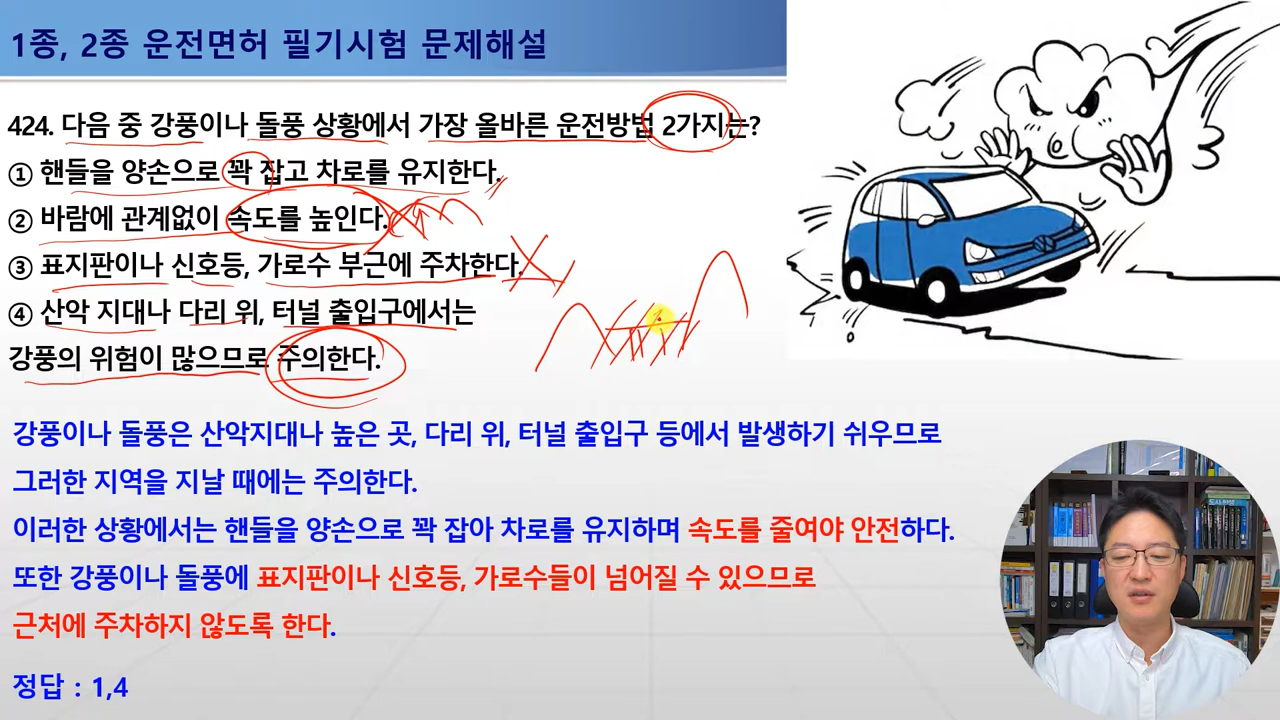 1종, 2종 운전면허 필기시험 문제해설
424. 다음 중 강풍이나 돌풍 상황에서 가장 올바른 운전방법 2가지는?
① 핸들을 양손으로 꽉 잡고 차로를 유지한다.
② 바람에 관계없이 속도를 높인다.
③ 표지판이나 신호등, 가로수 부근에 주차한다.
④ 산악 지대나 다리 위, 터널 출입구에서는
강풍의 위험이 많으므로 주의한다.
강풍이나 돌풍은 산악지대나 높은 곳, 다리 위, 터널 출입구 등에서 발생하기 쉬우므로
그러한 지역을 지날 때에는 주의한다.
이러한 상황에서는 핸들을 양손으로 꽉 잡아 차로를 유지하며 속도를 줄여야 안전하다.
또한 강풍이나 돌풍에 표지판이나 신호등, 가로수들이 넘어질 수 있으므로
근처에 주차하지 않도록 한다.
정답 : 1,4